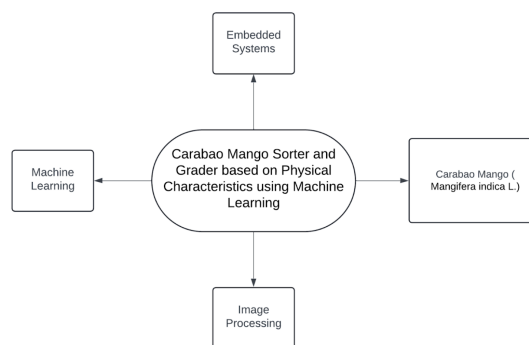 Embedded
Systems
Carabao Mango Sorter and
Grader based on Physical
Characteristics using Machine
Learning
Machine
Learning
Carabao Mango (
Mangifera indica L.)
Image
Processing